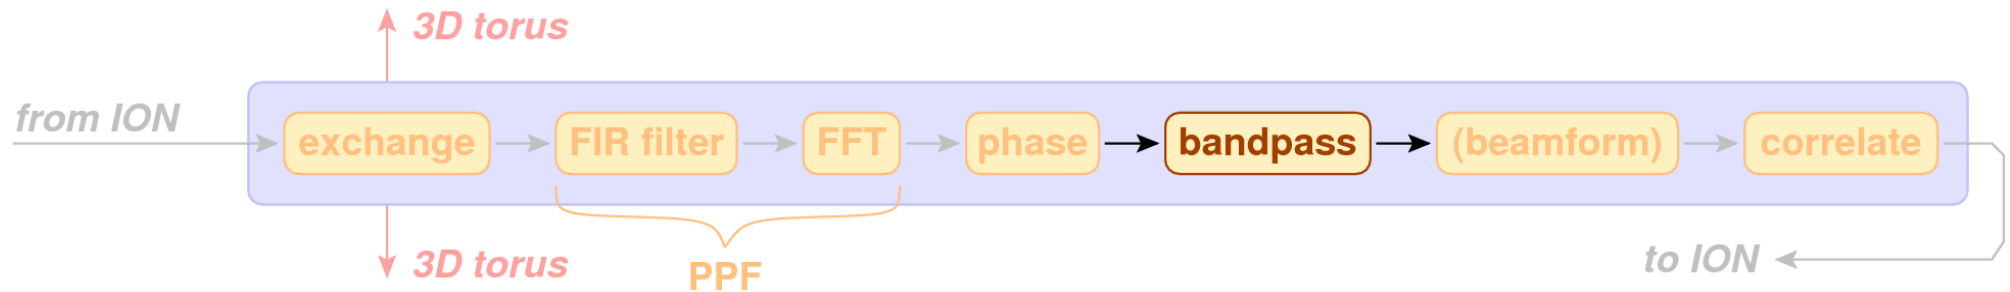 3D torus
from ION
exchange
FIR filter
FFT
phase
bandpass
(beamform)
correlate
3D torus
PPF
to ION